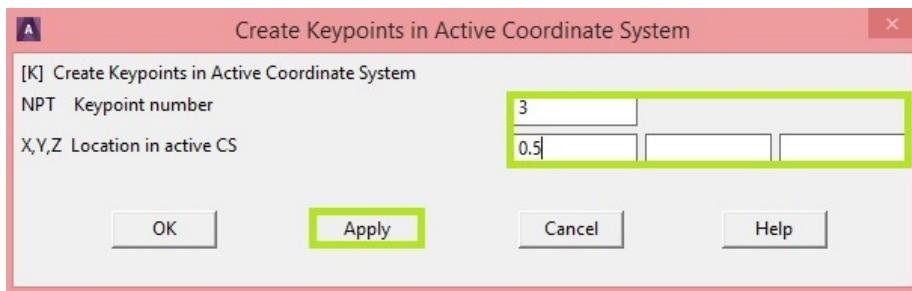 A Create Keypoints in Active Coordinate System ×
[K] Create Keypoints in Active Coordinate System
NPT Keypoint number 3
X,Y,Z Location in active CS 0.5
OK Apply Cancel Help